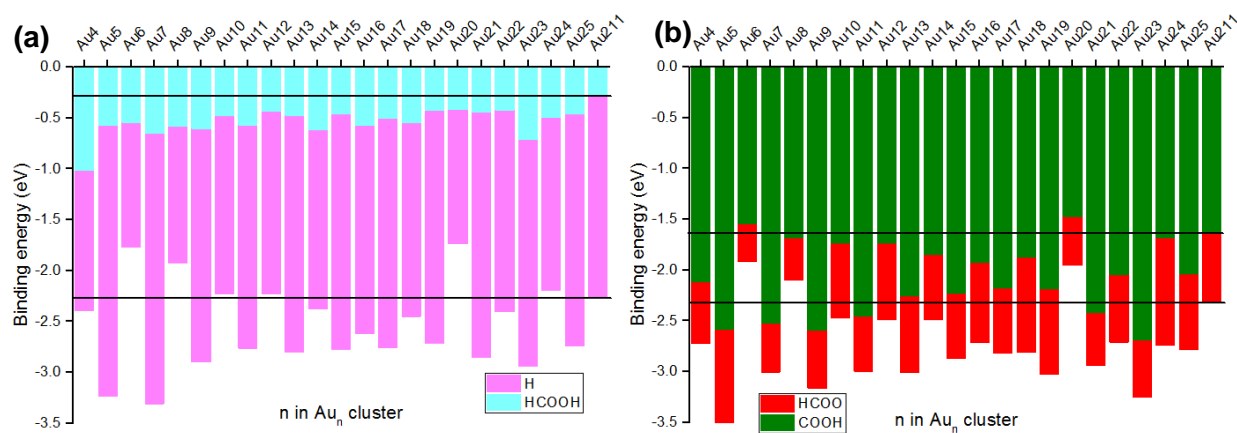 (a)
Au4 Au5 Au6 Au7 Au8 Au9 Au10 Au11 Au12 Au13 Au14 Au15 Au16 Au17 Au18 Au19 Au20 Au21 Au22 Au23 Au24 Au25 Au211
0.0
-0.5
-1.0
-1.5
-2.0
-2.5
-3.0
-3.5
Binding energy (eV)
H
HCOOH
n in Aun cluster
(b)
Au4 Au5 Au6 Au7 Au8 Au9 Au10 Au11 Au12 Au13 Au14 Au15 Au16 Au17 Au18 Au19 Au20 Au21 Au22 Au23 Au24 Au25 Au211
0.0
-0.5
-1.0
-1.5
-2.0
-2.5
-3.0
-3.5
Binding energy (eV)
HCOO
COOH
n in Aun cluster